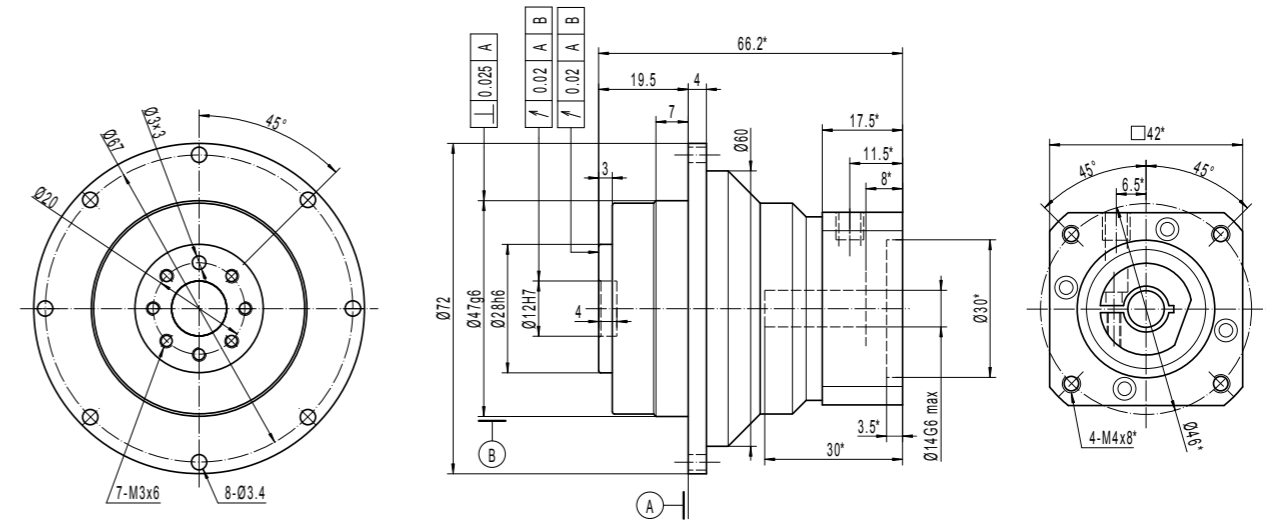 Ø3x3
45°
Ø67
Ø20
7-M3x6
8-Ø3.4
⊥ 0.025 A
↗ 0.02 A B
↗ 0.02 A B
66.2*
19.5
4
7
3
Ø60
17.5*
11.5*
8*
Ø72
Ø47g6
Ø28h6
Ø12H7
4
Ø30*
3.5*
30*
Ø14G6 max
B
A
□42*
45°
45°
6.5*
4-M4x8*
Ø46*